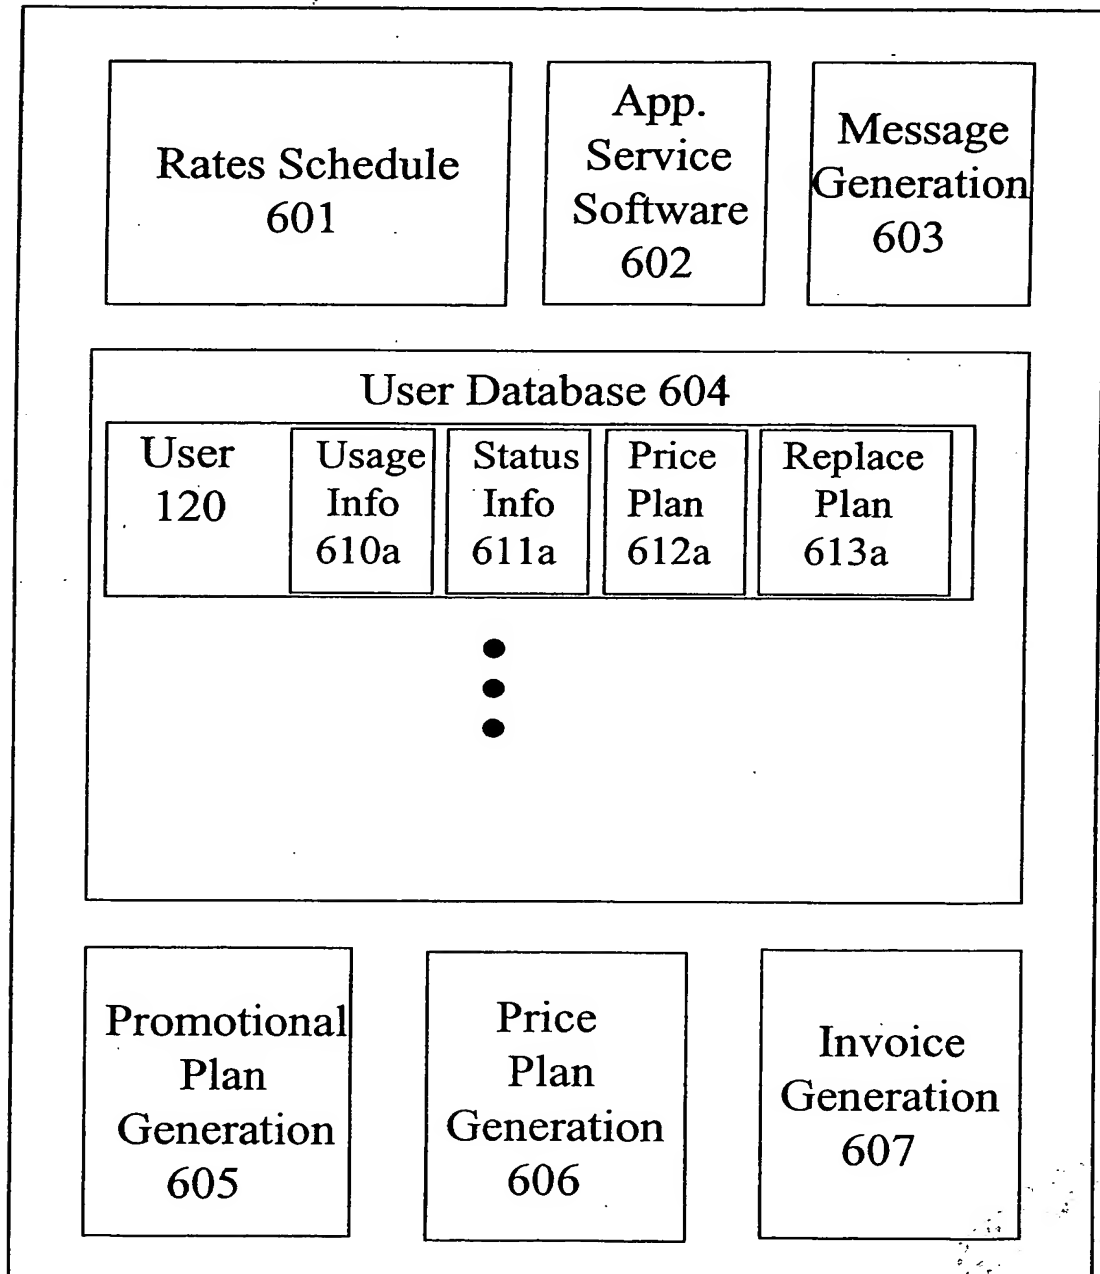 Rates Schedule
601
App.
Service
Software
602
Message
Generation
603
User Database 604
User
120
Usage
Info
610a
Status
Info
611a
Price
Plan
612a
Replace
Plan
613a
Promotional
Plan
Generation
605
Price
Plan
Generation
606
Invoice
Generation
607